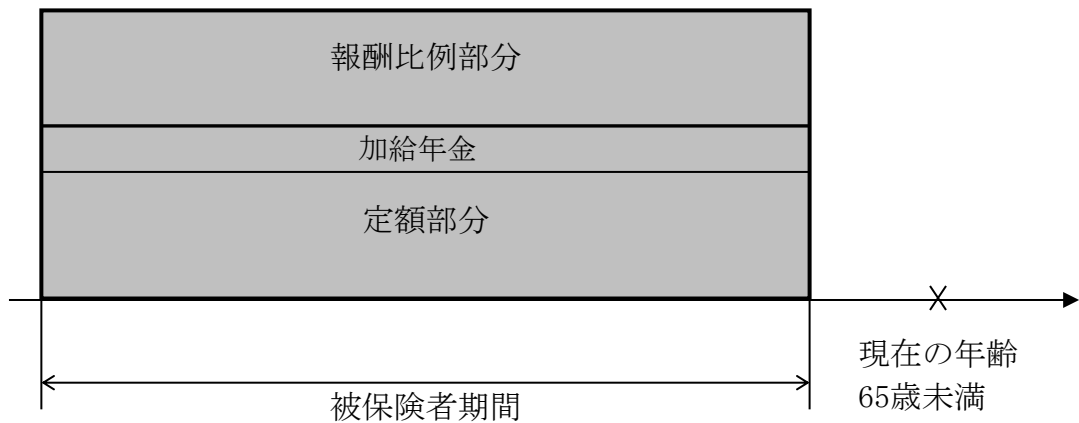 報酬比例部分
加給年金
定額部分
現在の年齢
65歳未満
被保険者期間